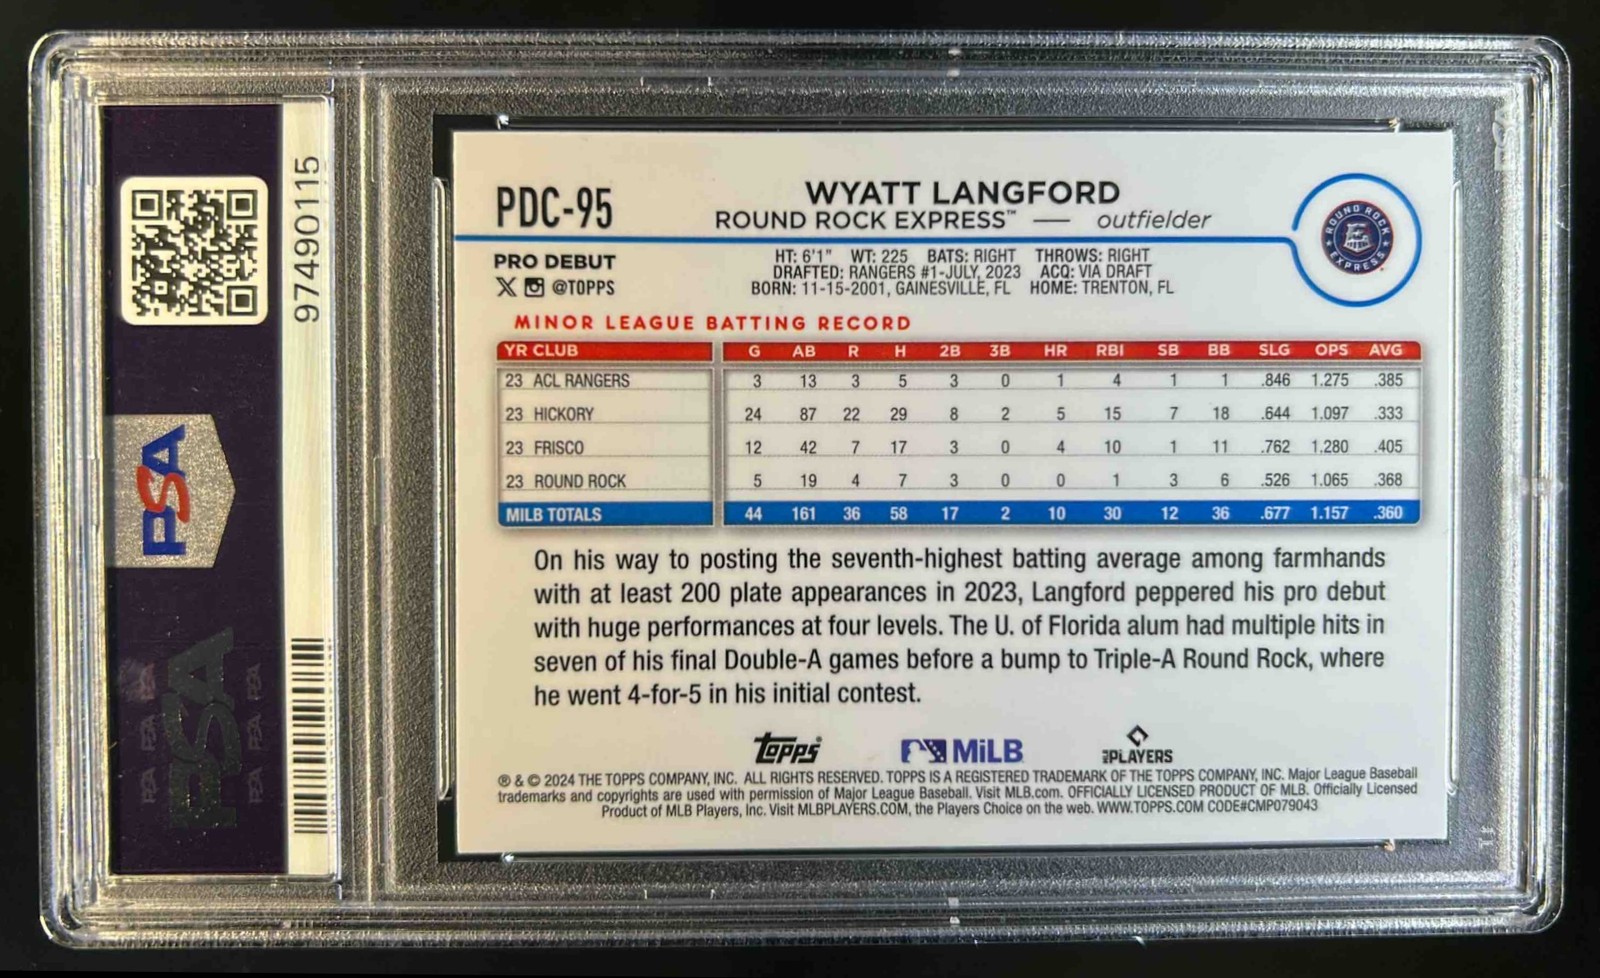 97490115
PSA
PSA
PSA PSA
PSA PSA
PSA PSA
PDC-95
WYATT LANGFORD
ROUND ROCK EXPRESS™ — outfielder
ROUND ROCK
EXPRESS
PRO DEBUT
X @TOPPS
HT: 6'1" WT: 225 BATS: RIGHT THROWS: RIGHT
DRAFTED: RANGERS #1-JULY, 2023 ACQ: VIA DRAFT
BORN: 11-15-2001, GAINESVILLE, FL HOME: TRENTON, FL
MINOR LEAGUE BATTING RECORD
YR CLUB G AB R H 2B 3B HR RBI SB BB SLG OPS AVG
23 ACL RANGERS 3 13 3 5 3 0 1 4 1 1 .846 1.275 .385
23 HICKORY 24 87 22 29 8 2 5 15 7 18 .644 1.097 .333
23 FRISCO 12 42 7 17 3 0 4 10 1 11 .762 1.280 .405
23 ROUND ROCK 5 19 4 7 3 0 0 1 3 6 .526 1.065 .368
MILB TOTALS 44 161 36 58 17 2 10 30 12 36 .677 1.157 .360
On his way to posting the seventh-highest batting average among farmhands
with at least 200 plate appearances in 2023, Langford peppered his pro debut
with huge performances at four levels. The U. of Florida alum had multiple hits in
seven of his final Double-A games before a bump to Triple-A Round Rock, where
he went 4-for-5 in his initial contest.
Topps MiLB MLB PLAYERS
® & © 2024 THE TOPPS COMPANY, INC. ALL RIGHTS RESERVED. TOPPS IS A REGISTERED TRADEMARK OF THE TOPPS COMPANY, INC. Major League Baseball
trademarks and copyrights are used with permission of Major League Baseball. Visit MLB.com. OFFICIALLY LICENSED PRODUCT OF MLB. Officially Licensed
Product of MLB Players, Inc. Visit MLBPLAYERS.COM, the Players Choice on the web. WWW.TOPPS.COM CODE#CMP079043
PSA